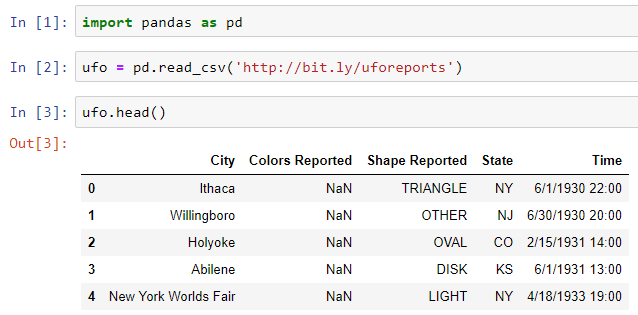 In [1]: import pandas as pd
In [2]: ufo = pd.read_csv('http://bit.ly/uforeports')
In [3]: ufo.head()
Out[3]:
City Colors Reported Shape Reported State Time
0 Ithaca NaN TRIANGLE NY 6/1/1930 22:00
1 Willingboro NaN OTHER NJ 6/30/1930 20:00
2 Holyoke NaN OVAL CO 2/15/1931 14:00
3 Abilene NaN DISK KS 6/1/1931 13:00
4 New York Worlds Fair NaN LIGHT NY 4/18/1933 19:00